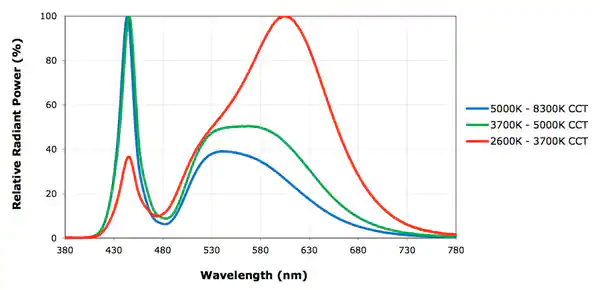 Relative Radiant Power (%)
100
80
60
40
20
0
380 430 480 530 580 630 680 730 780
Wavelength (nm)
5000K - 8300K CCT
3700K - 5000K CCT
2600K - 3700K CCT